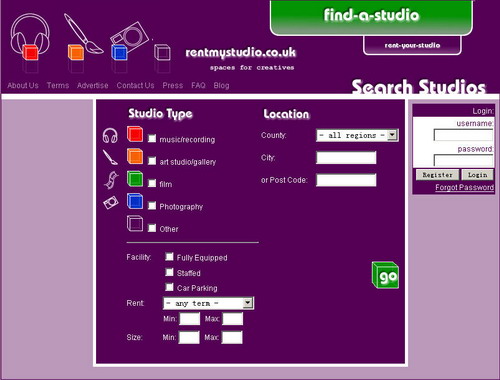 find-a-studio
rent-your-studio
rentmystudio.co.uk
spaces for creatives
About Us Terms Advertise Contact Us Press FAQ Blog
Search Studios
Studio Type
music/recording
art studio/gallery
film
Photography
Other
Facility: Fully Equipped
Staffed
Car Parking
Rent: - any term -
Min: Max:
Size: Min: Max:
Location
County: - all regions -
City:
or Post Code:
go
Login:
username:
password:
Register Login
Forgot Password